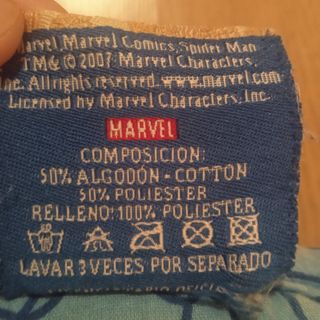 Marvel, Marvel Comics, Spider Man
TM & © 2007 Marvel Characters,
Inc. All rights reserved. www.marvel.com
Licensed by Marvel Characters, Inc.
MARVEL
COMPOSICION:
50% ALGODÓN - COTTON
50% POLIESTER
RELLENO: 100% POLIESTER
LAVAR 3 VECES POR SEPARADO